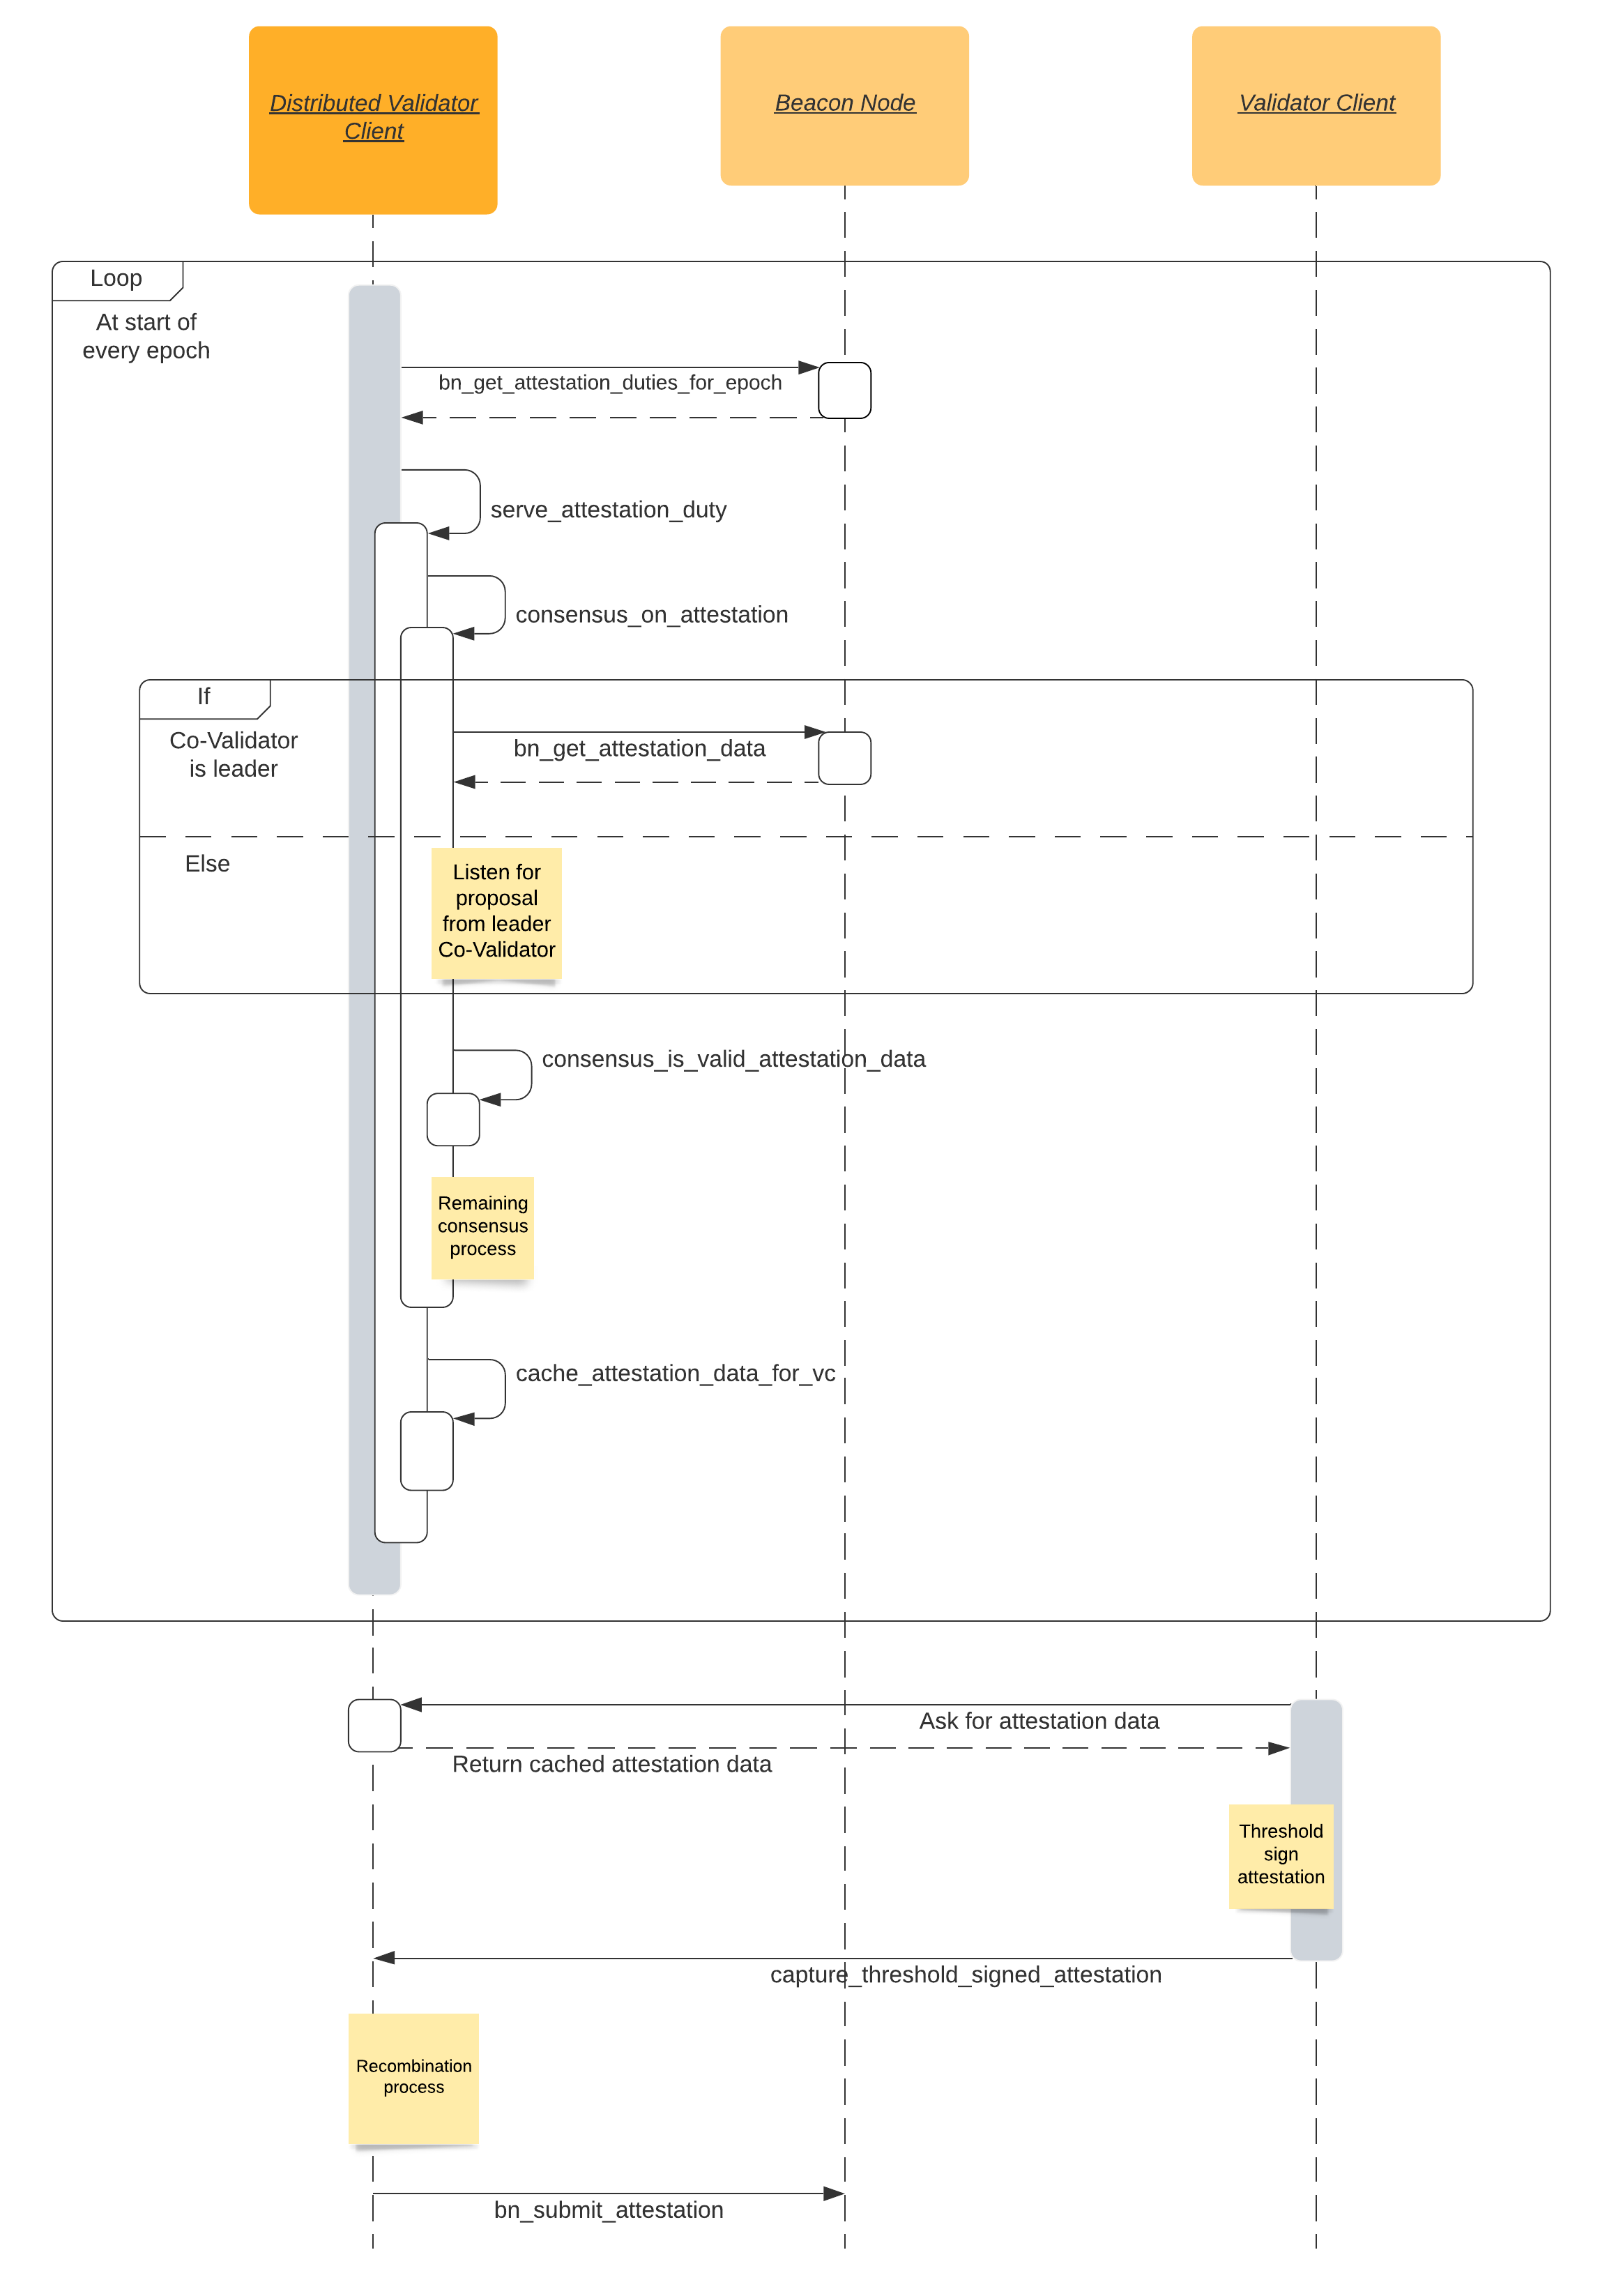 Distributed Validator
Client
Beacon Node
Validator Client
Loop
At start of
every epoch
bn_get_attestation_duties_for_epoch
serve_attestation_duty
consensus_on_attestation
If
Co-Validator
is leader
bn_get_attestation_data
Else
Listen for
proposal
from leader
Co-Validator
consensus_is_valid_attestation_data
Remaining
consensus
process
cache_attestation_data_for_vc
Ask for attestation data
Return cached attestation data
Threshold
sign
attestation
capture_threshold_signed_attestation
Recombination
process
bn_submit_attestation